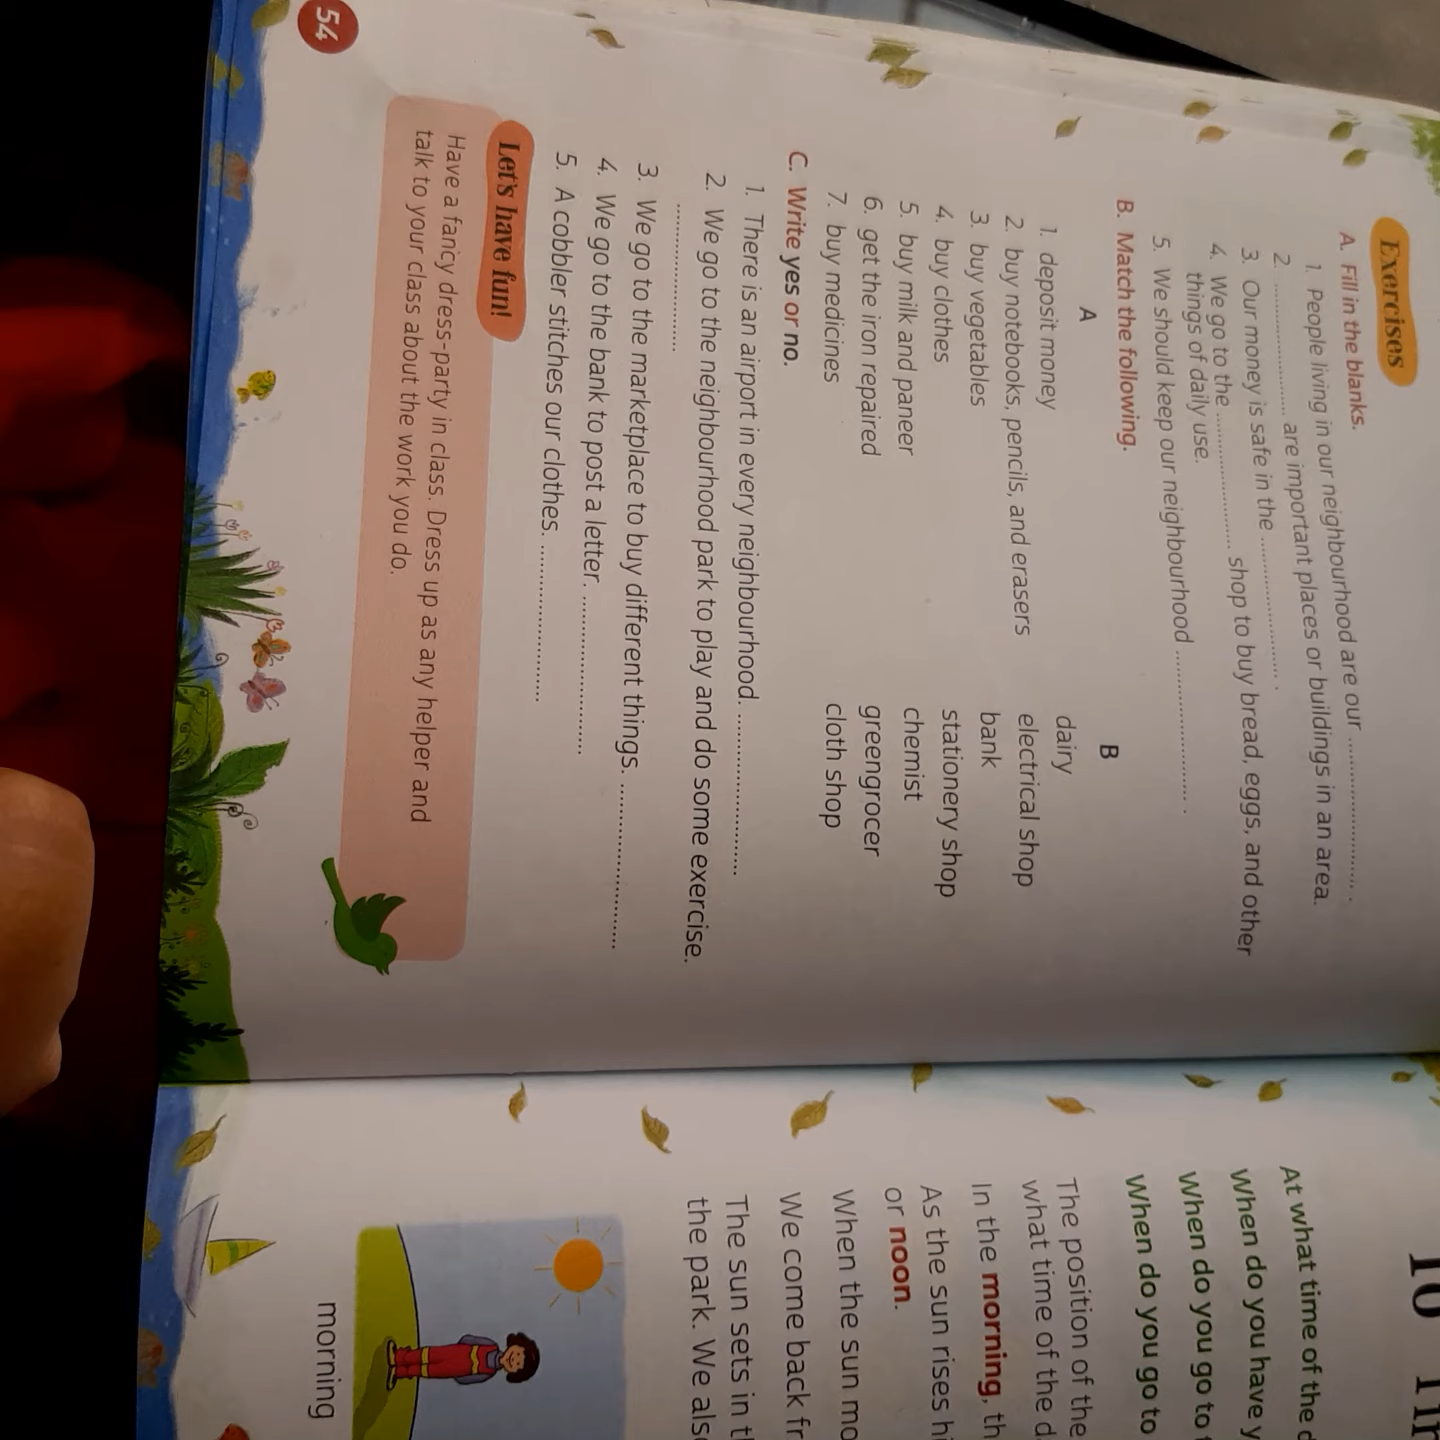 Exercises
A. Fill in the blanks.
1. People living in our neighbourhood are our .................... .
2. .................... are important places or buildings in an area.
3. Our money is safe in the .................... .
4. We go to the .................... shop to buy bread, eggs, and other
things of daily use.
5. We should keep our neighbourhood .................... .
B. Match the following.
A B
1. deposit money dairy
2. buy notebooks, pencils, and erasers electrical shop
3. buy vegetables bank
4. buy clothes stationery shop
5. buy milk and paneer chemist
6. get the iron repaired greengrocer
7. buy medicines cloth shop
C. Write yes or no.
1. There is an airport in every neighbourhood. ....................
2. We go to the neighbourhood park to play and do some exercise.
....................
3. We go to the marketplace to buy different things. ....................
4. We go to the bank to post a letter. ....................
5. A cobbler stitches our clothes. ....................
Let's have fun!
Have a fancy dress-party in class. Dress up as any helper and
talk to your class about the work you do.
54
10
At what time of the
When do you have
When do you go to
When do you go to
The position of the
what time of the
In the morning,
As the sun rises
or noon.
When the sun
We come back
The sun sets in
the park. We
morning